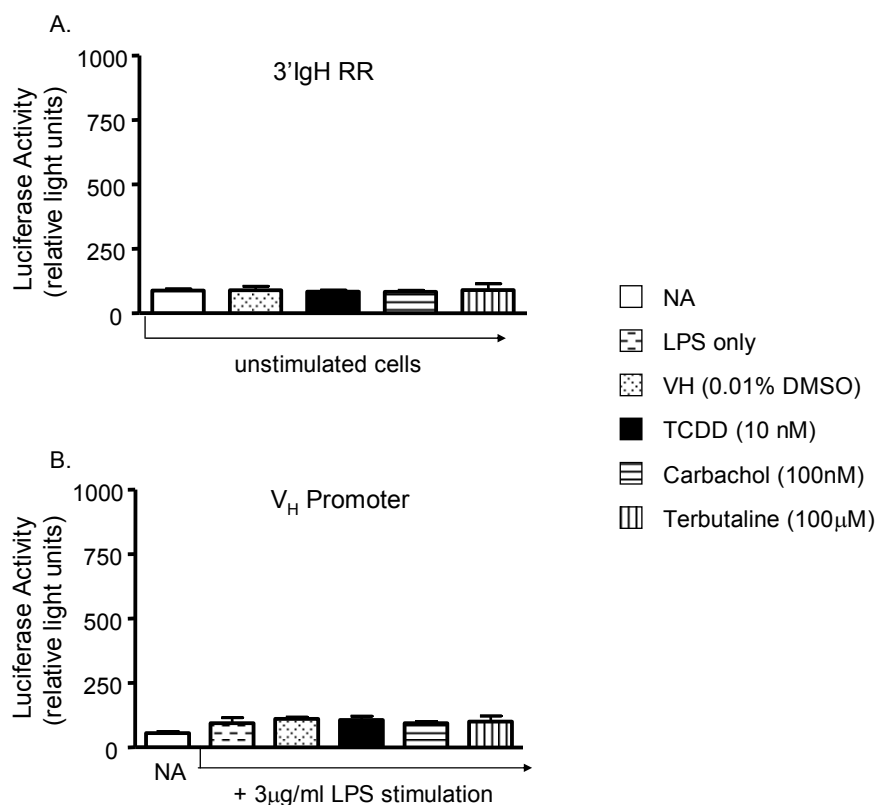 A.
3'IgH RR
Luciferase Activity
(relative light units)
1000
750
500
250
0
unstimulated cells
NA
LPS only
VH (0.01% DMSO)
TCDD (10 nM)
Carbachol (100nM)
Terbutaline (100μM)
B.
VH Promoter
Luciferase Activity
(relative light units)
1000
750
500
250
0
NA
+ 3μg/ml LPS stimulation